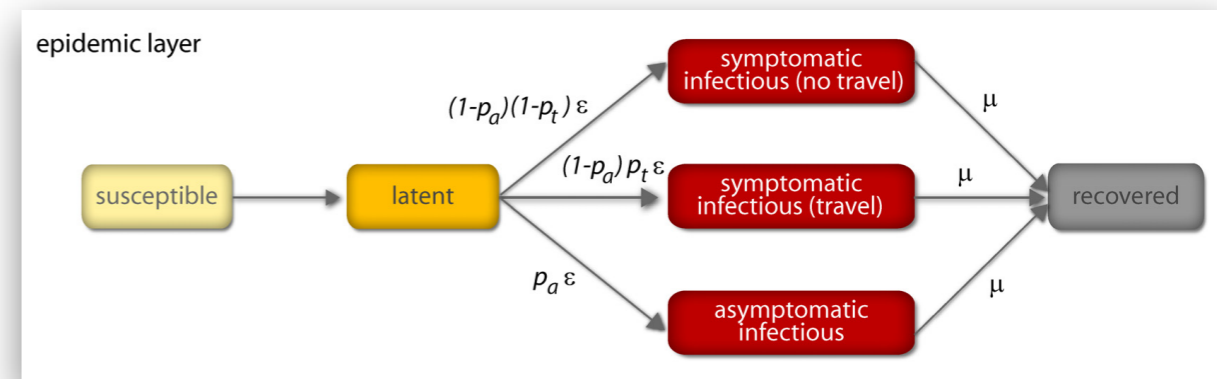 epidemic layer
symptomatic
infectious (no travel)
(1-pₐ)(1-pₜ) ε
μ
susceptible
latent
(1-pₐ) pₜ ε
symptomatic
infectious (travel)
μ
recovered
pₐ ε
asymptomatic
infectious
μ